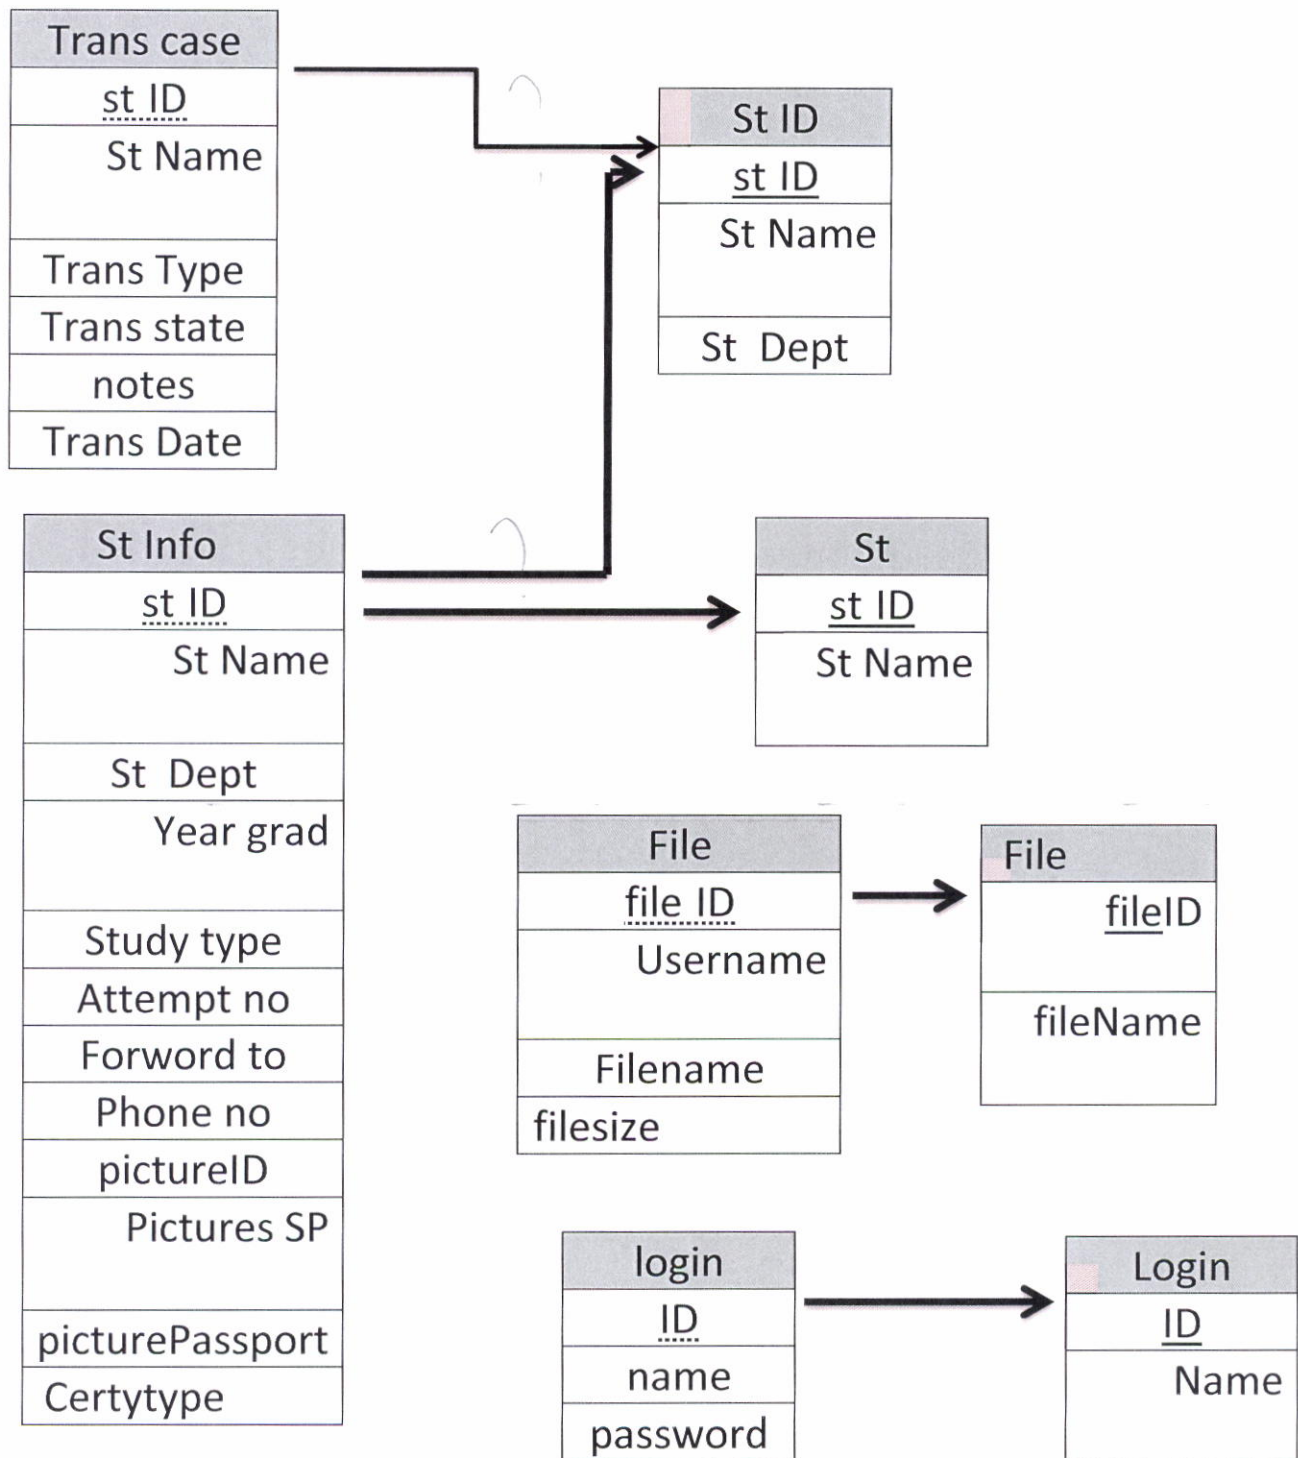 Trans case
st ID
St Name
Trans Type
Trans state
notes
Trans Date
St ID
st ID
St Name
St  Dept
St Info
st ID
St Name
St  Dept
Year grad
Study type
Attempt no
Forword to
Phone no
pictureID
Pictures SP
picturePassport
Certytype
St
st ID
St Name
File
file ID
Username
Filename
filesize
File
fileID
fileName
login
ID
name
password
Login
ID
Name